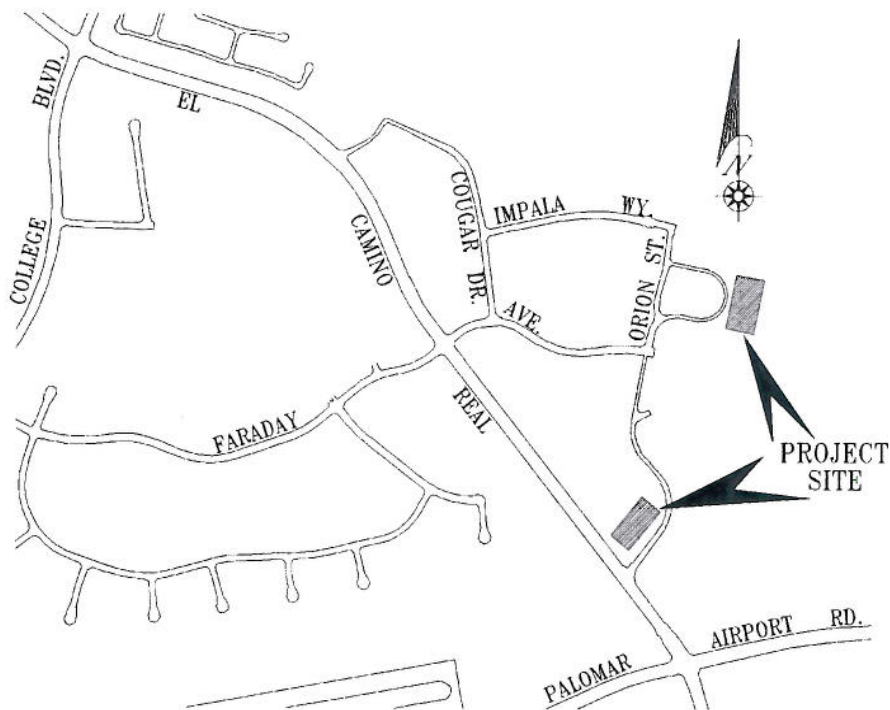 COLLEGE BLVD.
EL CAMINO REAL
COUGAR DR.
IMPALA WY.
ORION ST.
N
FARADAY AVE.
PROJECT
SITE
PALOMAR AIRPORT RD.